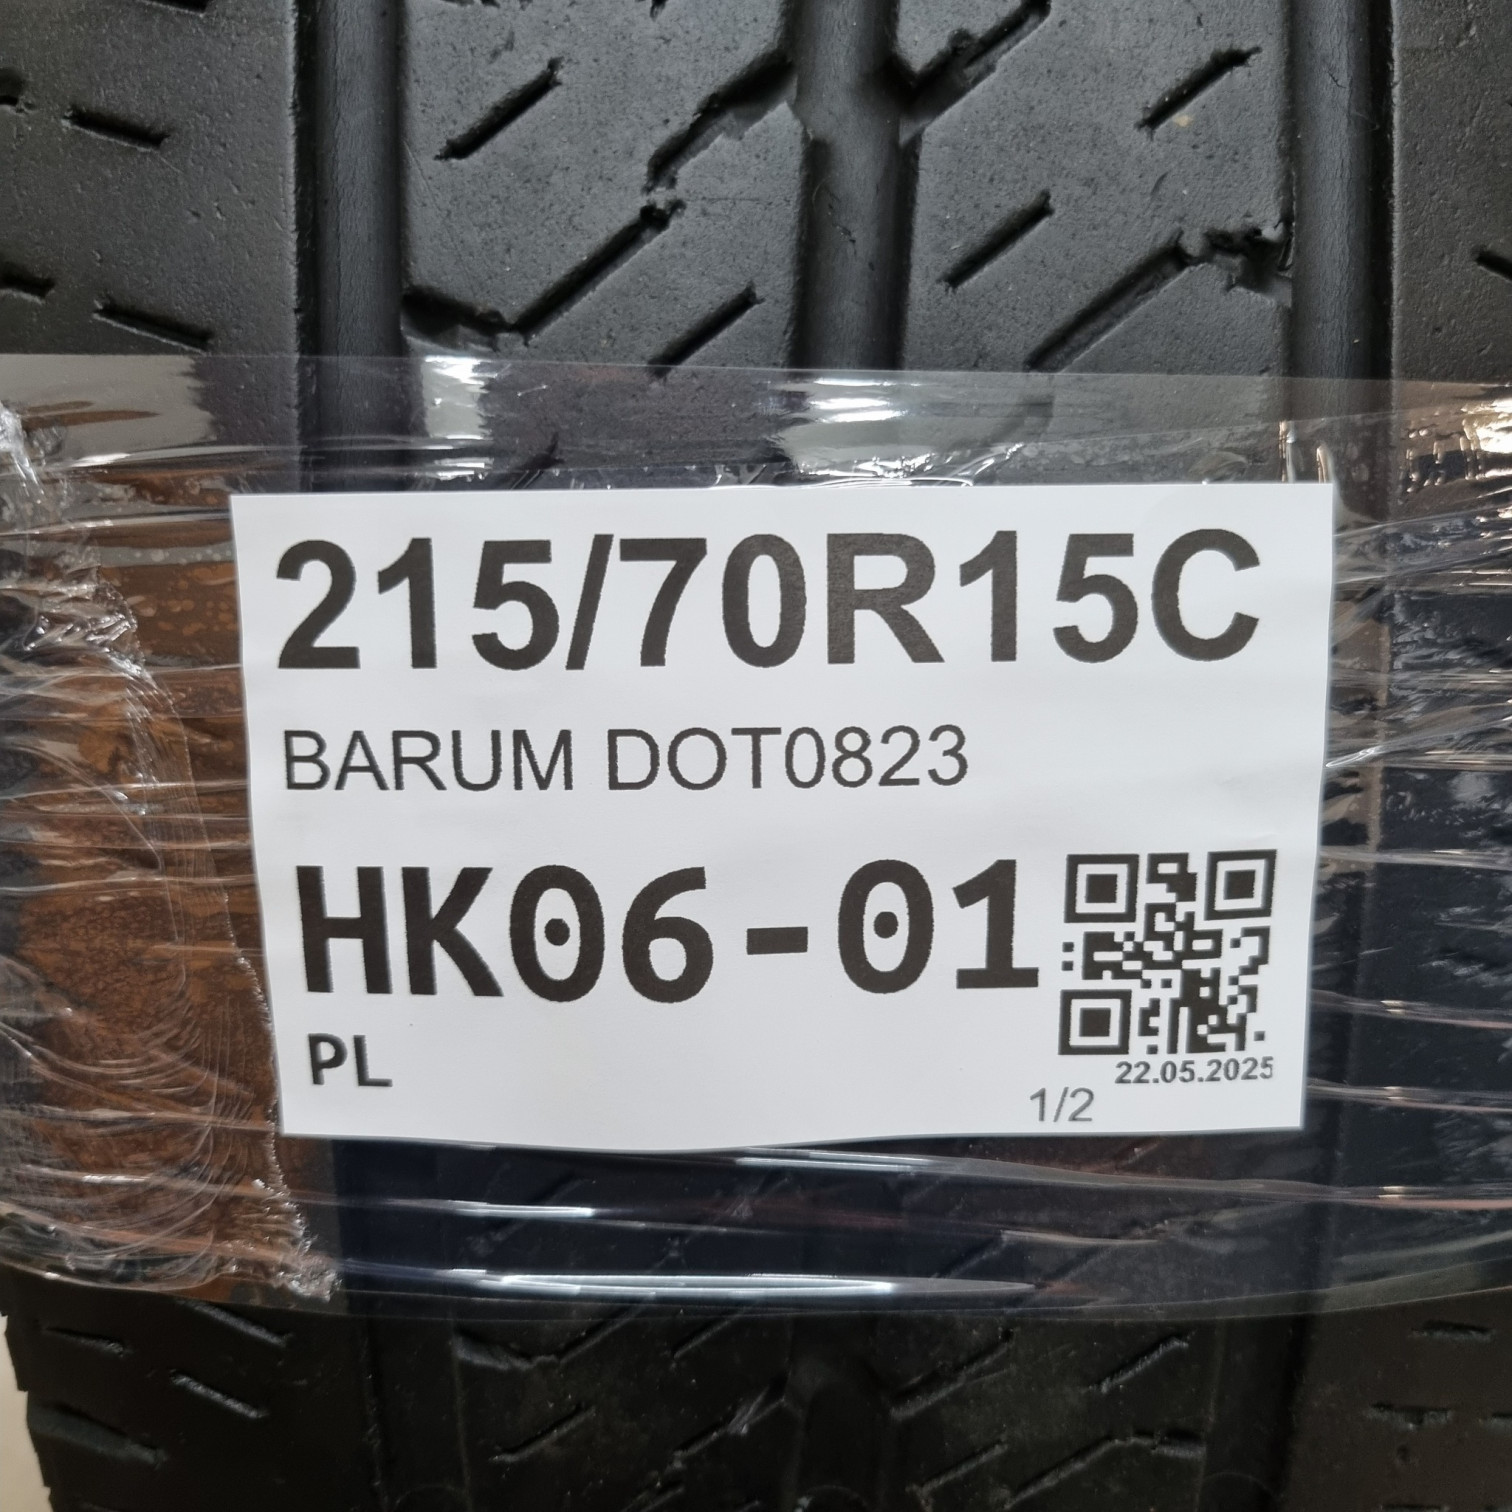 215/70R15C
BARUM DOT0823
HK06-01
PL
22.05.2025
1/2